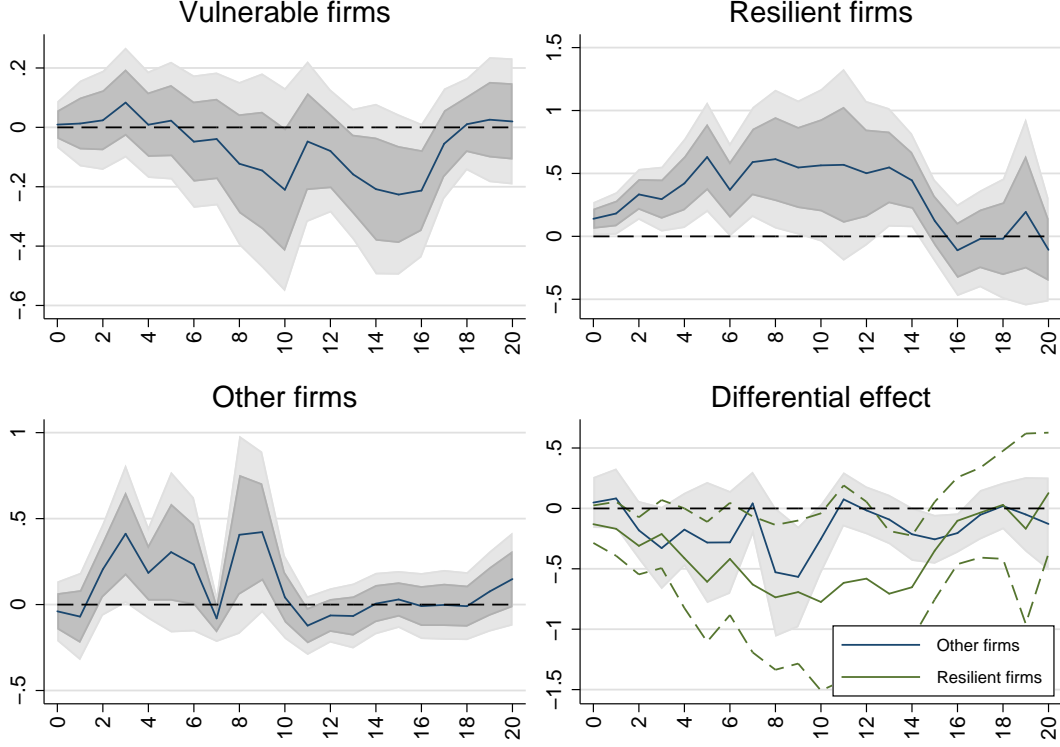 Vulnerable firms
.2
0
-.2
-.4
-.6
0 2 4 6 8 10 12 14 16 18 20
Resilient firms
1.5
1
.5
0
-.5
0 2 4 6 8 10 12 14 16 18 20
Other firms
1
.5
0
-.5
0 2 4 6 8 10 12 14 16 18 20
Differential effect
.5
0
-.5
-1
-1.5
0 2 4 6 8 10 12 14 16 18 20
Other firms
Resilient firms